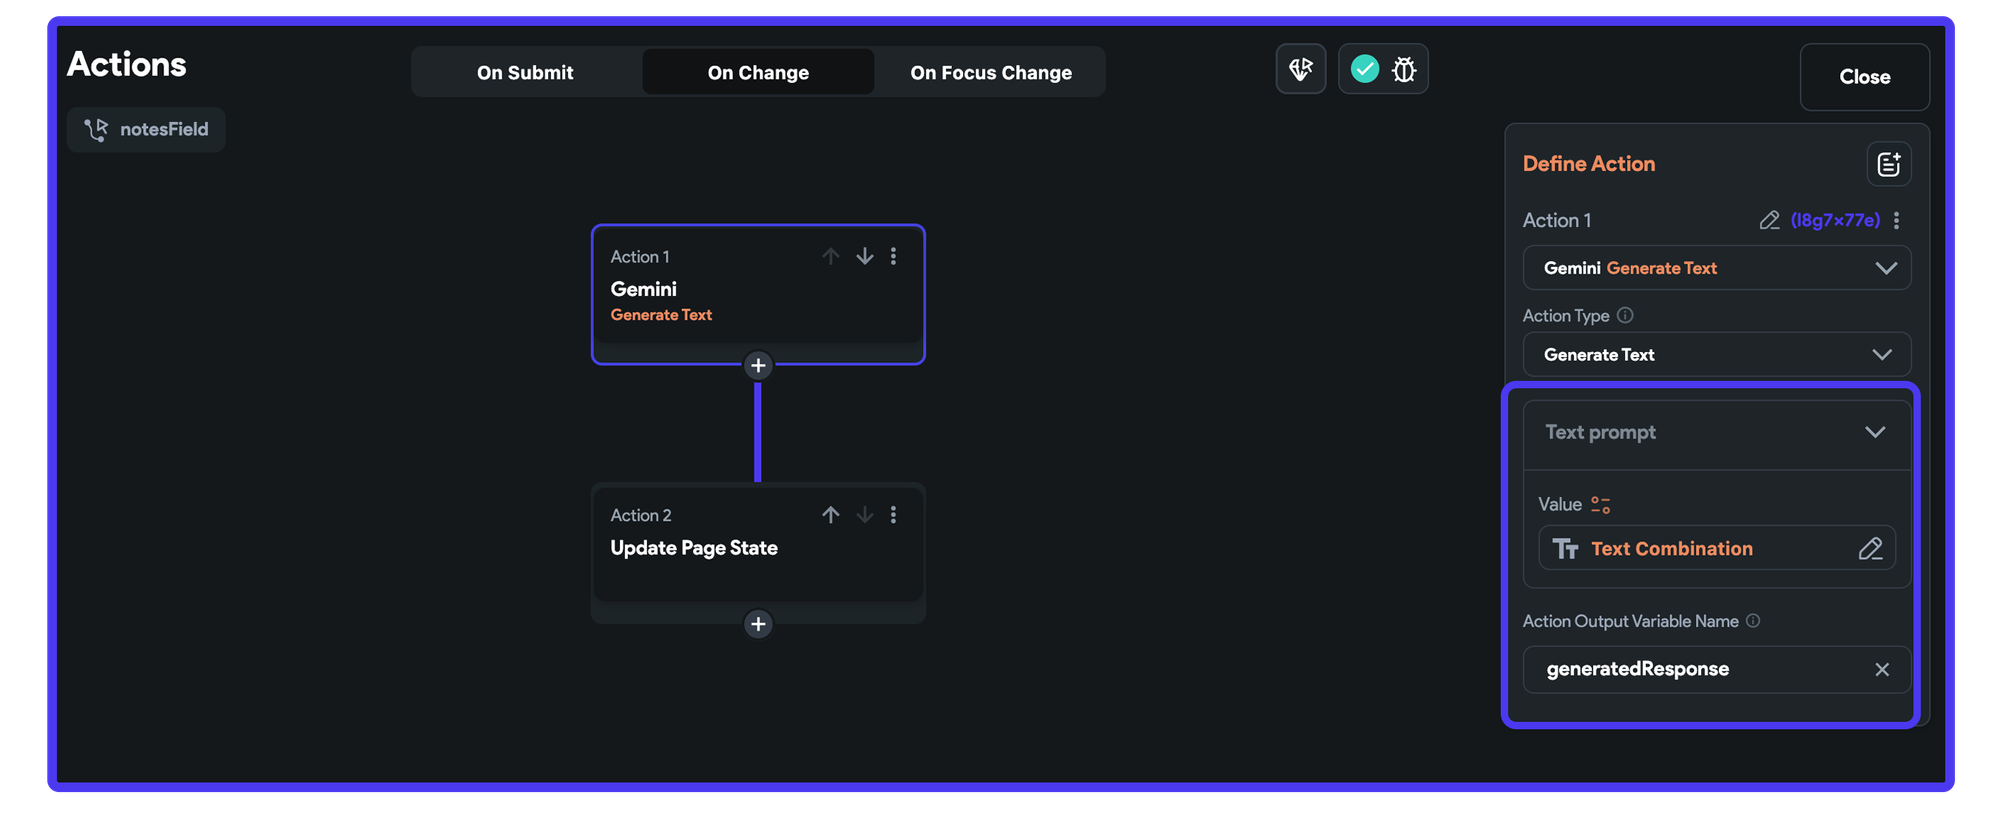 Actions
On Submit
On Change
On Focus Change
Close
notesField
Action 1
Gemini
Generate Text
Action 2
Update Page State
Define Action
Action 1 (l8g7x77e)
Gemini Generate Text
Action Type
Generate Text
Text prompt
Value
Text Combination
Action Output Variable Name
generatedResponse